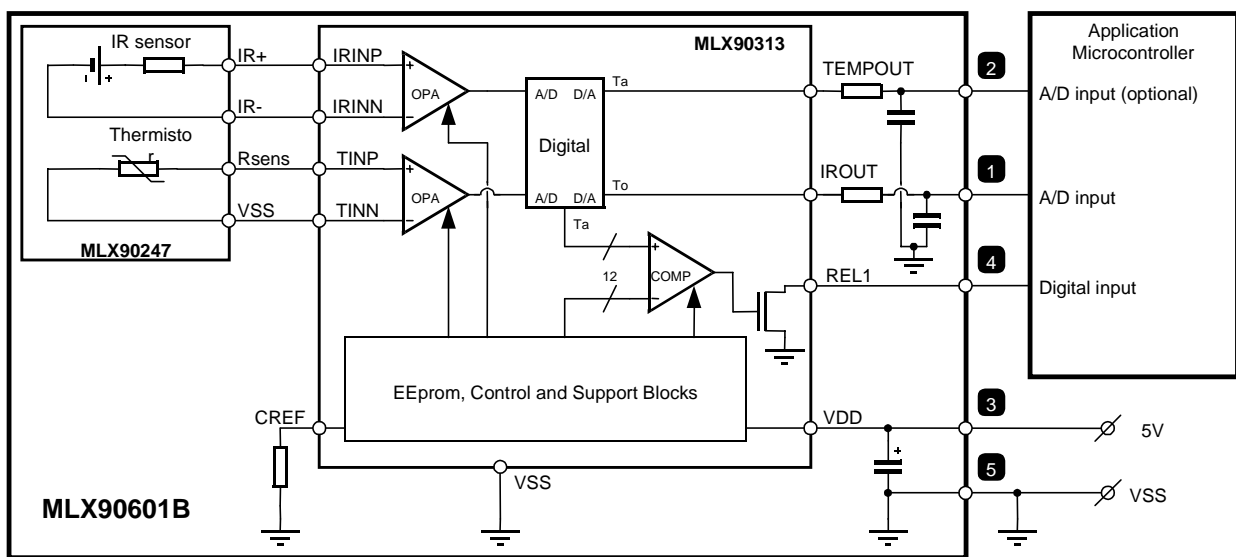 IR sensor
IR+
IRINP
MLX90313
Application
Microcontroller
TEMPOUT
2
+
OPA
A/D
D/A
Ta
A/D input (optional)
-
+
IR-
IRINN
−
Digital
Thermisto
r
Rsens
TINP
+
OPA
A/D
D/A
To
IROUT
1
A/D input
VSS
TINN
−
MLX90247
Ta
+
COMP
−
12
REL1
4
Digital input
EEprom, Control and Support Blocks
CREF
VDD
3
5V
+
VSS
5
VSS
MLX90601B